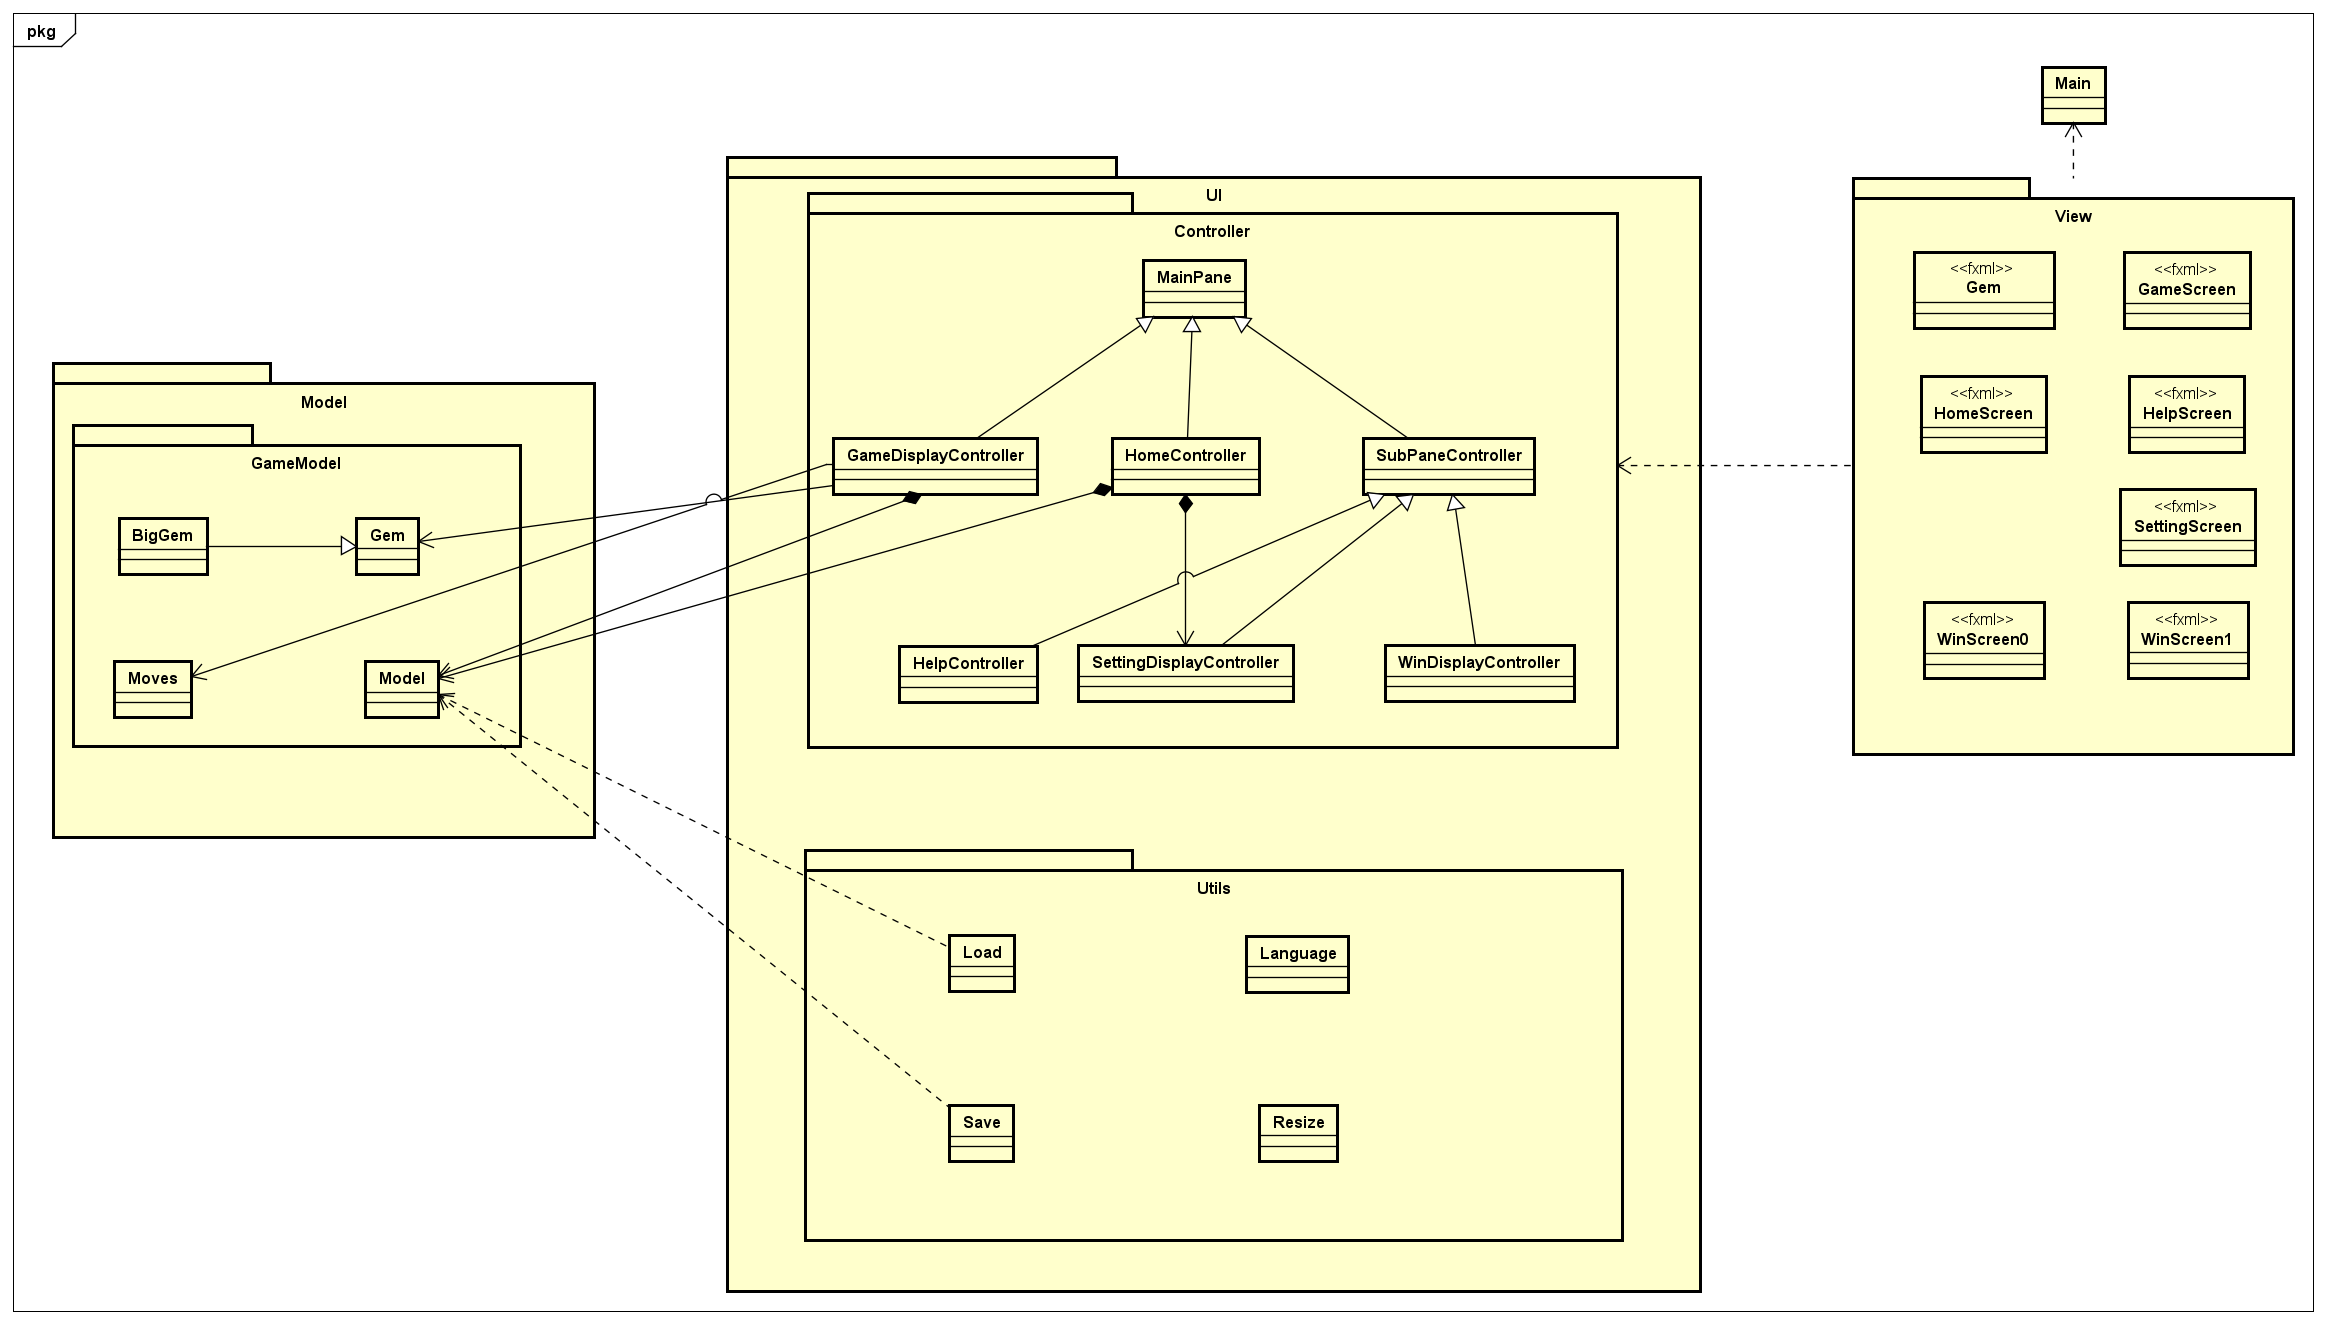 pkg
Main
UI
View
Controller
<<fxml>>
Gem
<<fxml>>
GameScreen
MainPane
<<fxml>>
HomeScreen
<<fxml>>
HelpScreen
Model
GameModel
GameDisplayController
HomeController
SubPaneController
<<fxml>>
SettingScreen
BigGem
Gem
<<fxml>>
WinScreen0
<<fxml>>
WinScreen1
Moves
Model
HelpController
SettingDisplayController
WinDisplayController
Utils
Load
Language
Save
Resize